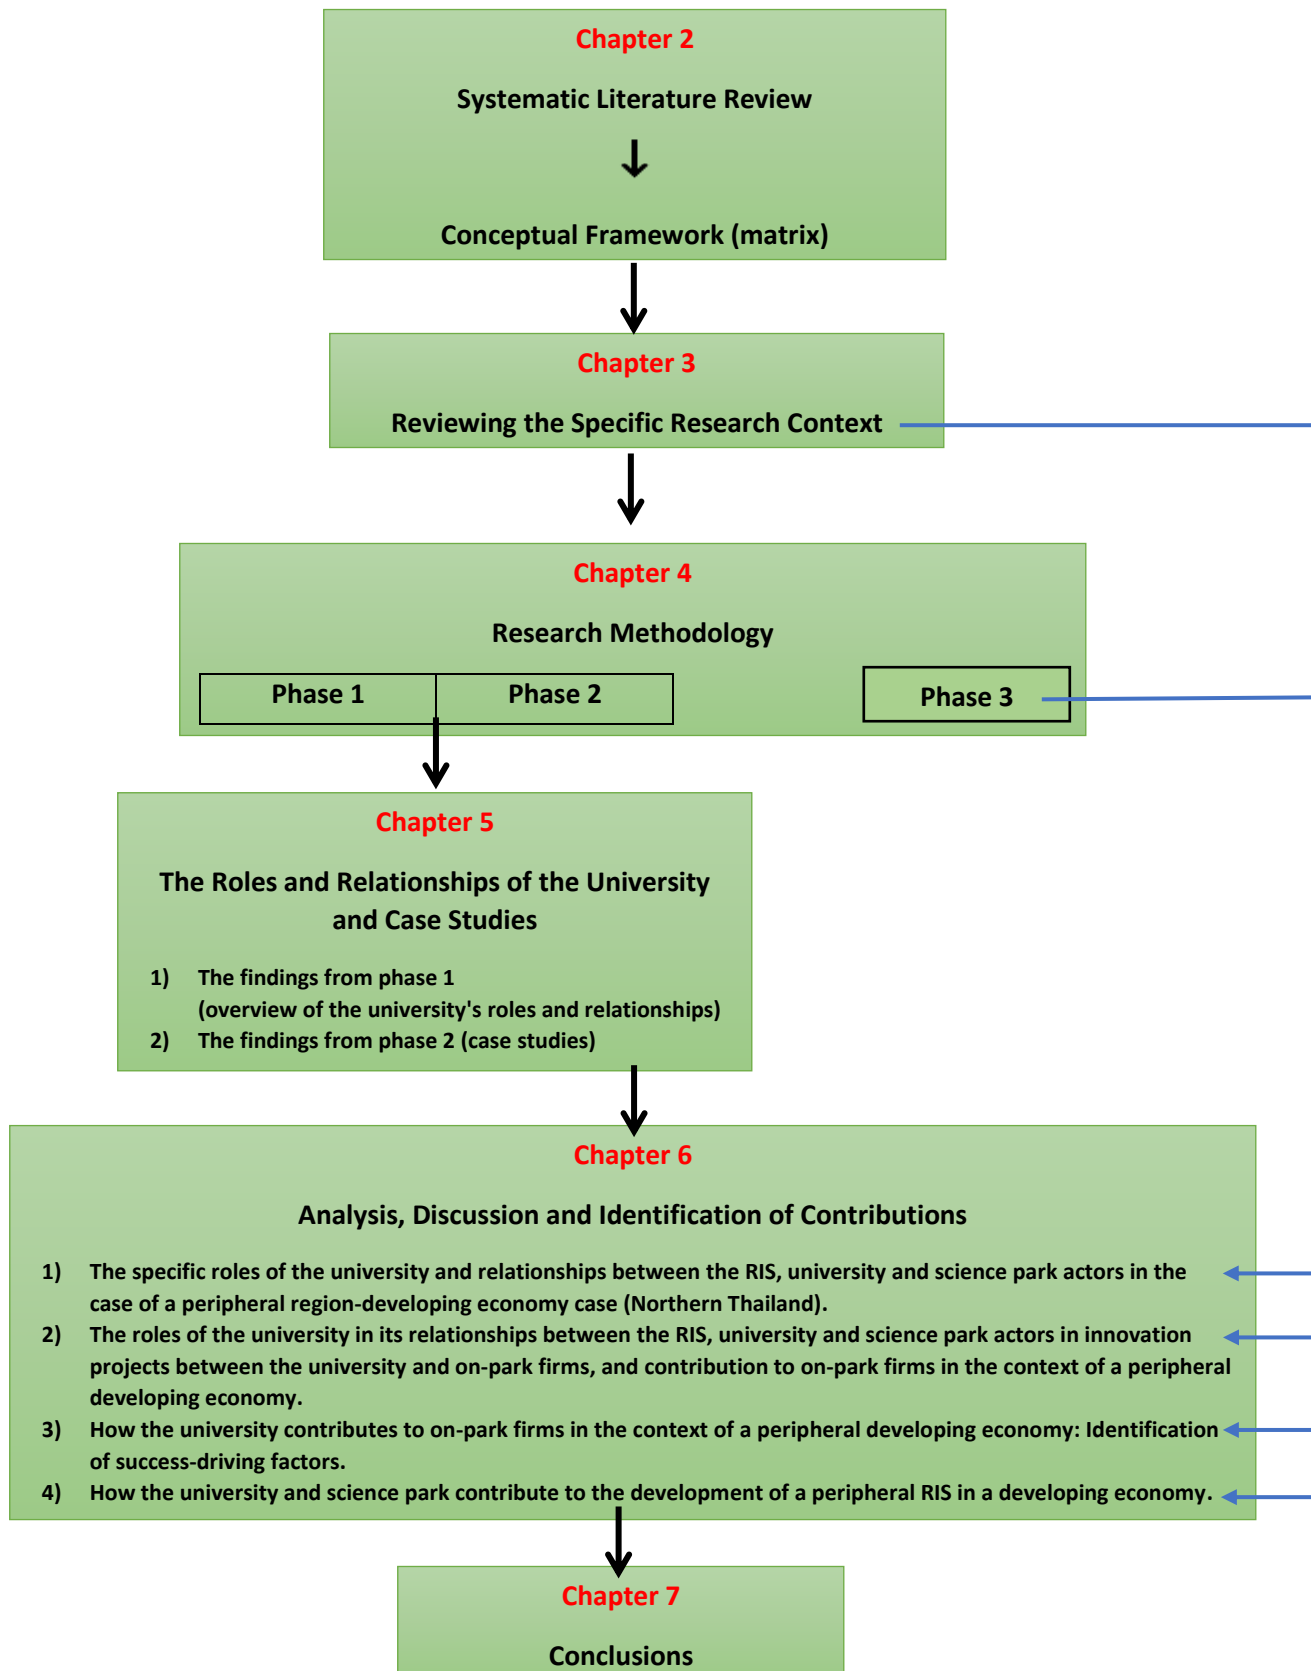 Chapter 2
Systematic Literature Review
Conceptual Framework (matrix)
Chapter 3
Reviewing the Specific Research Context
Chapter 4
Research Methodology
Phase 1
Phase 2
Phase 3
Chapter 5
The Roles and Relationships of the University
and Case Studies
1) The findings from phase 1
(overview of the university's roles and relationships)
2) The findings from phase 2 (case studies)
Chapter 6
Analysis, Discussion and Identification of Contributions
1) The specific roles of the university and relationships between the RIS, university and science park actors in the
case of a peripheral region-developing economy case (Northern Thailand).
2) The roles of the university in its relationships between the RIS, university and science park actors in innovation
projects between the university and on-park firms, and contribution to on-park firms in the context of a peripheral
developing economy.
3) How the university contributes to on-park firms in the context of a peripheral developing economy: Identification
of success-driving factors.
4) How the university and science park contribute to the development of a peripheral RIS in a developing economy.
Chapter 7
Conclusions